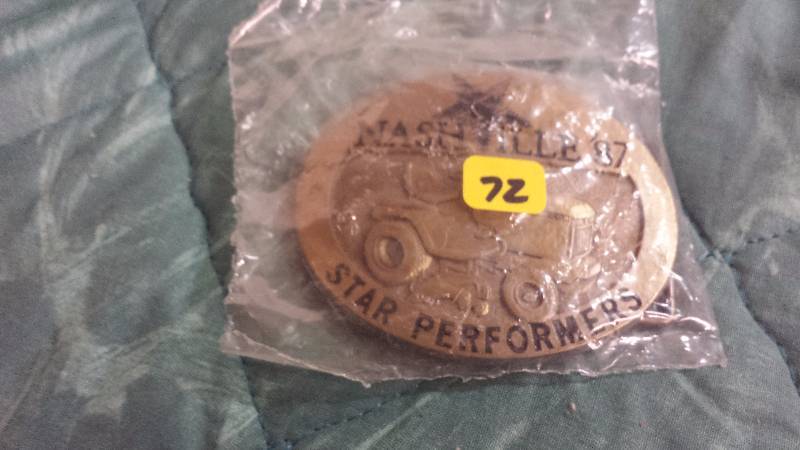 NASHVILLE 87
72
STAR PERFORMERS